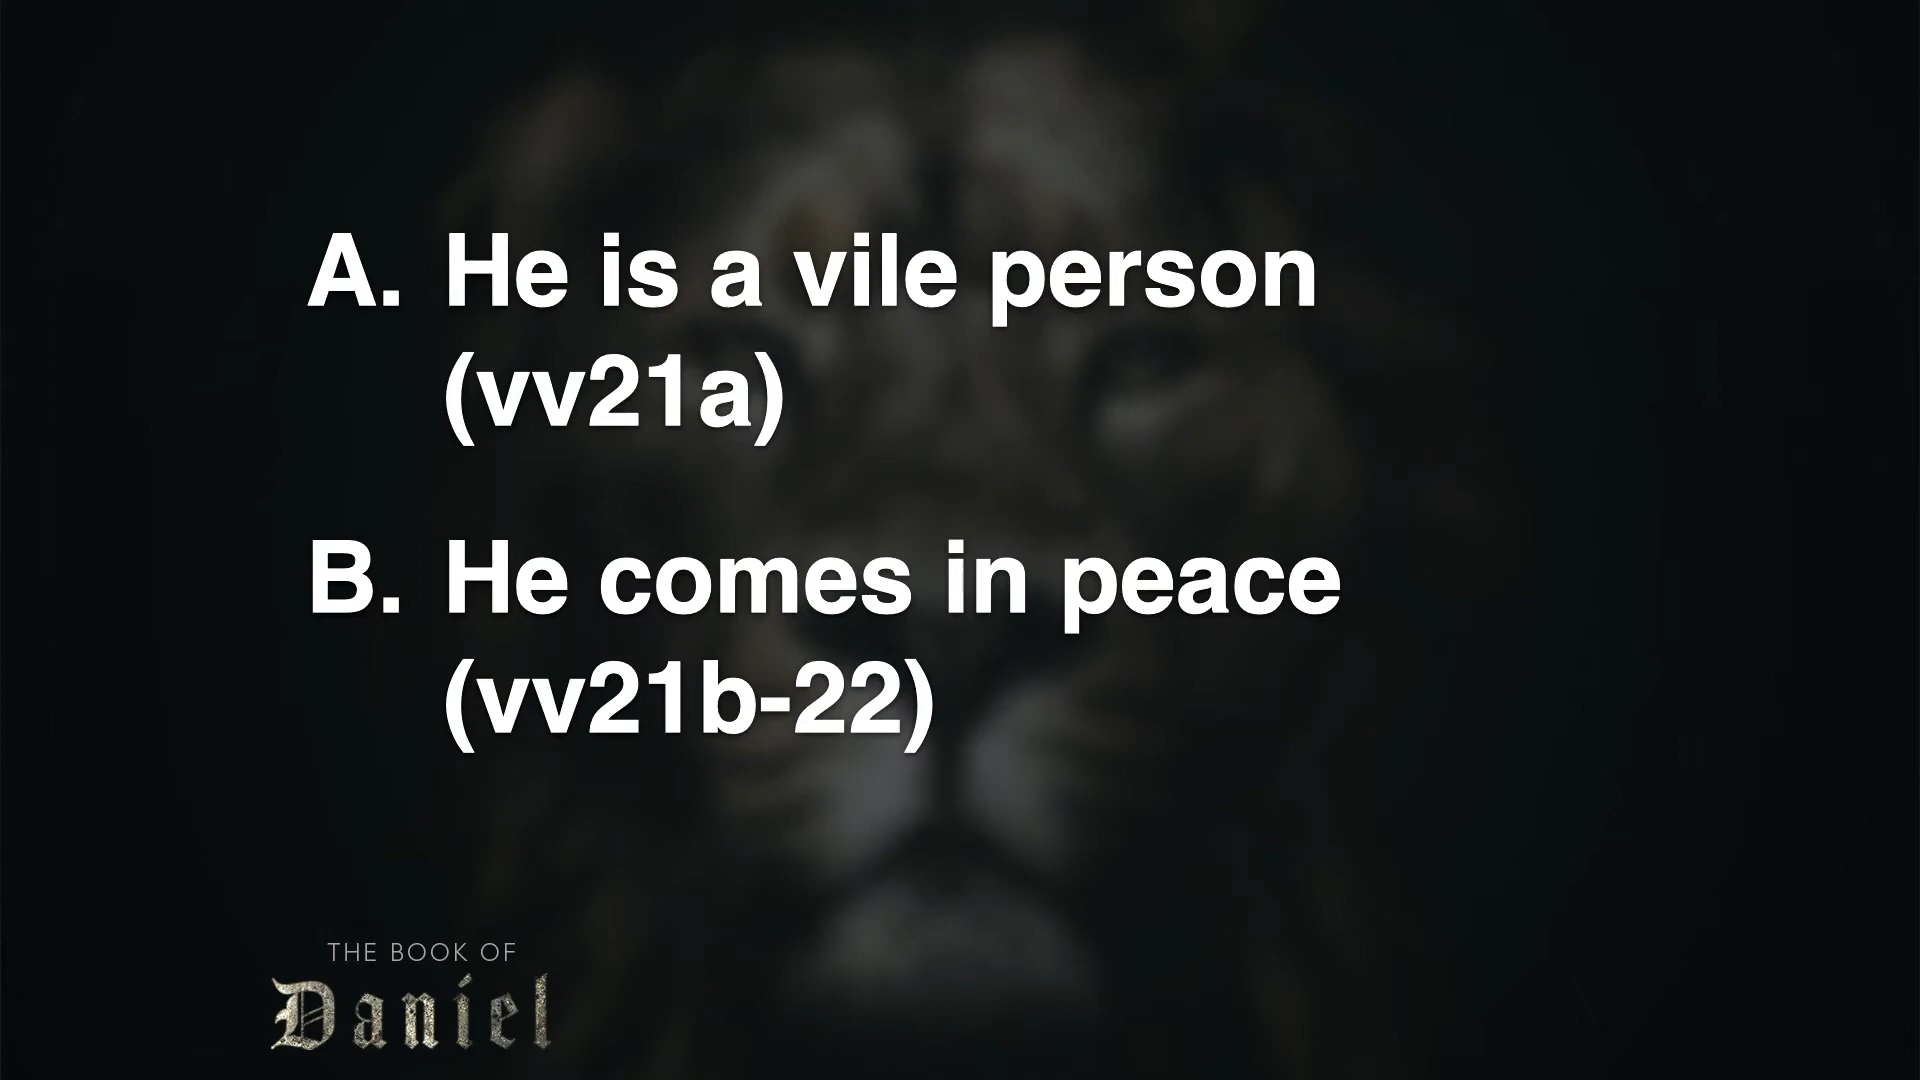 A. He is a vile person
(vv21a)
B. He comes in peace
(vv21b-22)
THE BOOK OF
Daniel